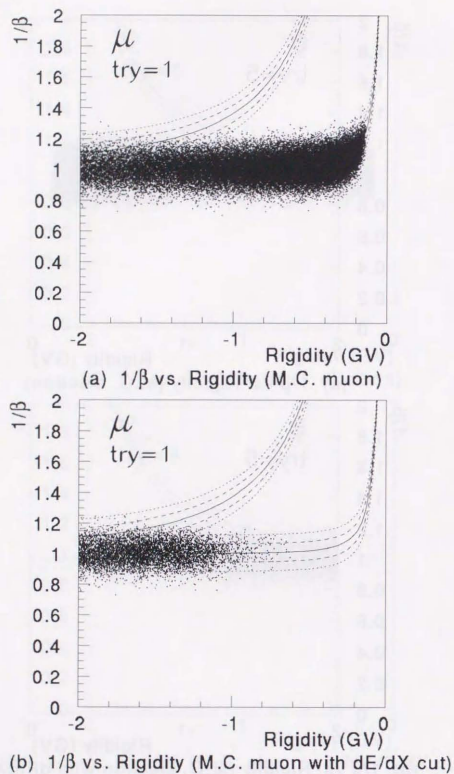 1/β
2
1.8
1.6
1.4
1.2
1
0.8
0.6
0.4
0.2
0
μ
try=1
-2
-1
0
Rigidity (GV)
(a) 1/β vs. Rigidity (M.C. muon)
1/β
2
1.8
1.6
1.4
1.2
1
0.8
0.6
0.4
0.2
0
μ
try=1
-2
-1
0
Rigidity (GV)
(b) 1/β vs. Rigidity (M.C. muon with dE/dX cut)